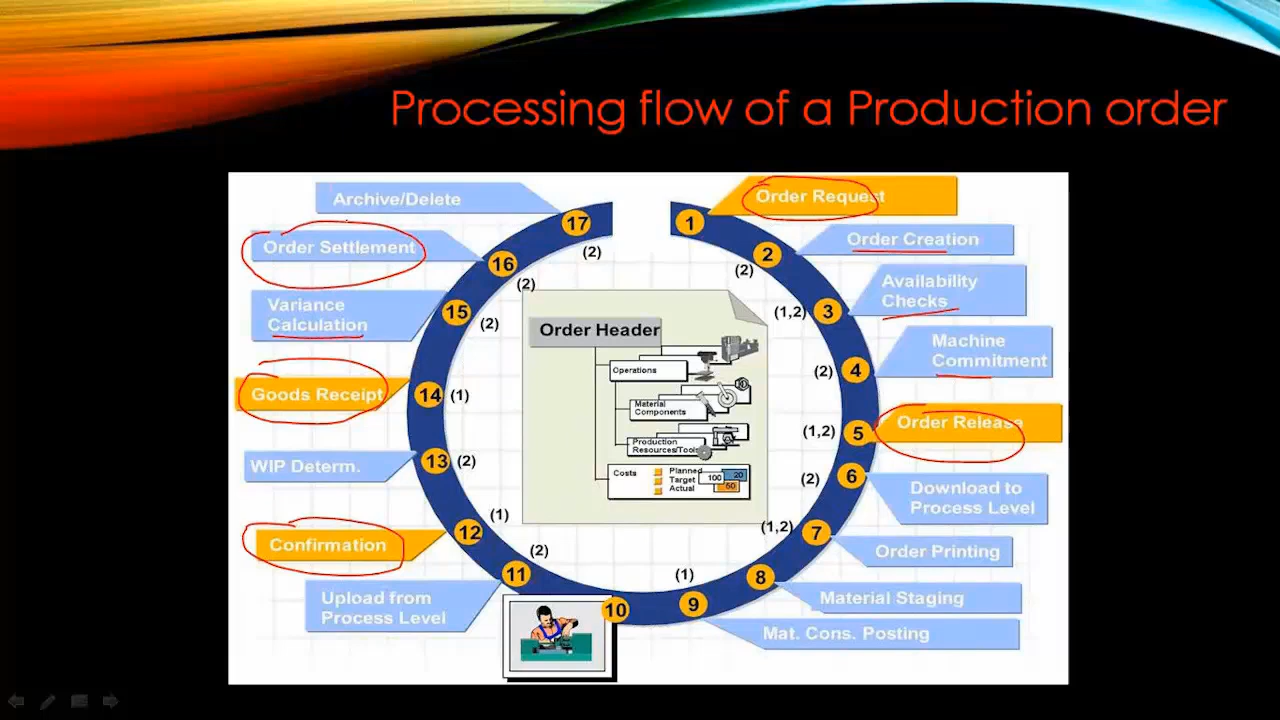 Processing flow of a Production order
1
Order Request
2
(2)
Order Creation
3
(1,2)
Availability
Checks
4
(2)
Machine
Commitment
5
(1,2)
Order Release
6
(2)
Download to
Process Level
7
(1,2)
Order Printing
8
Material Staging
9
(1)
Mat. Cons. Posting
10
11
(2)
Upload from
Process Level
12
(1)
Confirmation
13
(2)
WIP Determ.
14
(1)
Goods Receipt
15
(2)
Variance
Calculation
16
(2)
Order Settlement
17
(2)
Archive/Delete
Order Header
Operations
Material
Components
Production
Resources/Tools
Costs
Planned
Target
Actual
100
20
60